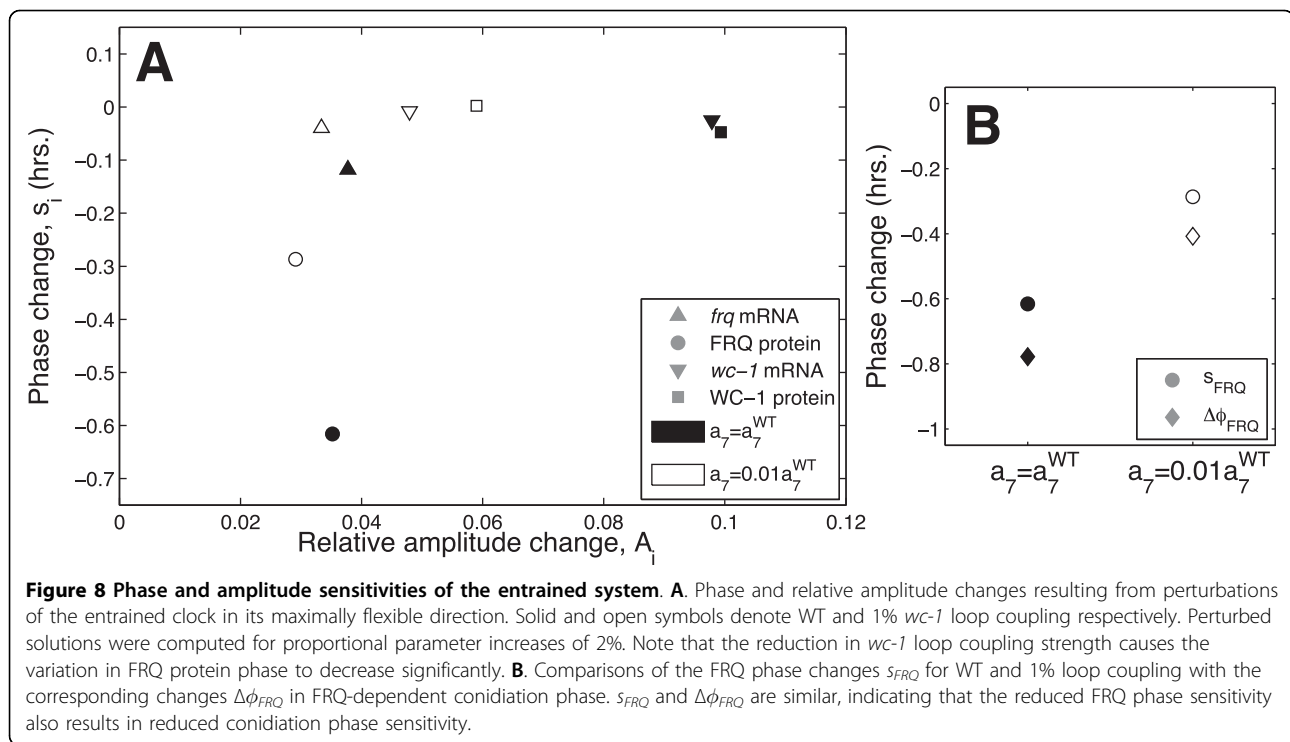 A
0.1
0
−0.1
−0.2
−0.3
−0.4
−0.5
−0.6
−0.7
Phase change, s_i (hrs.)
0
0.02
0.04
0.06
0.08
0.1
0.12
Relative amplitude change, A_i
frq mRNA
FRQ protein
wc−1 mRNA
WC−1 protein
a_7=a_7^WT
a_7=0.01a_7^WT
B
0
−0.2
−0.4
−0.6
−0.8
−1
Phase change (hrs.)
s_FRQ
Δϕ_FRQ
a_7=a_7^WT
a_7=0.01a_7^WT
Figure 8 Phase and amplitude sensitivities of the entrained system. A. Phase and relative amplitude changes resulting from perturbations
of the entrained clock in its maximally flexible direction. Solid and open symbols denote WT and 1% wc-1 loop coupling respectively. Perturbed
solutions were computed for proportional parameter increases of 2%. Note that the reduction in wc-1 loop coupling strength causes the
variation in FRQ protein phase to decrease significantly. B. Comparisons of the FRQ phase changes s_FRQ for WT and 1% loop coupling with the
corresponding changes Δϕ_FRQ in FRQ-dependent conidiation phase. s_FRQ and Δϕ_FRQ are similar, indicating that the reduced FRQ phase sensitivity
also results in reduced conidiation phase sensitivity.